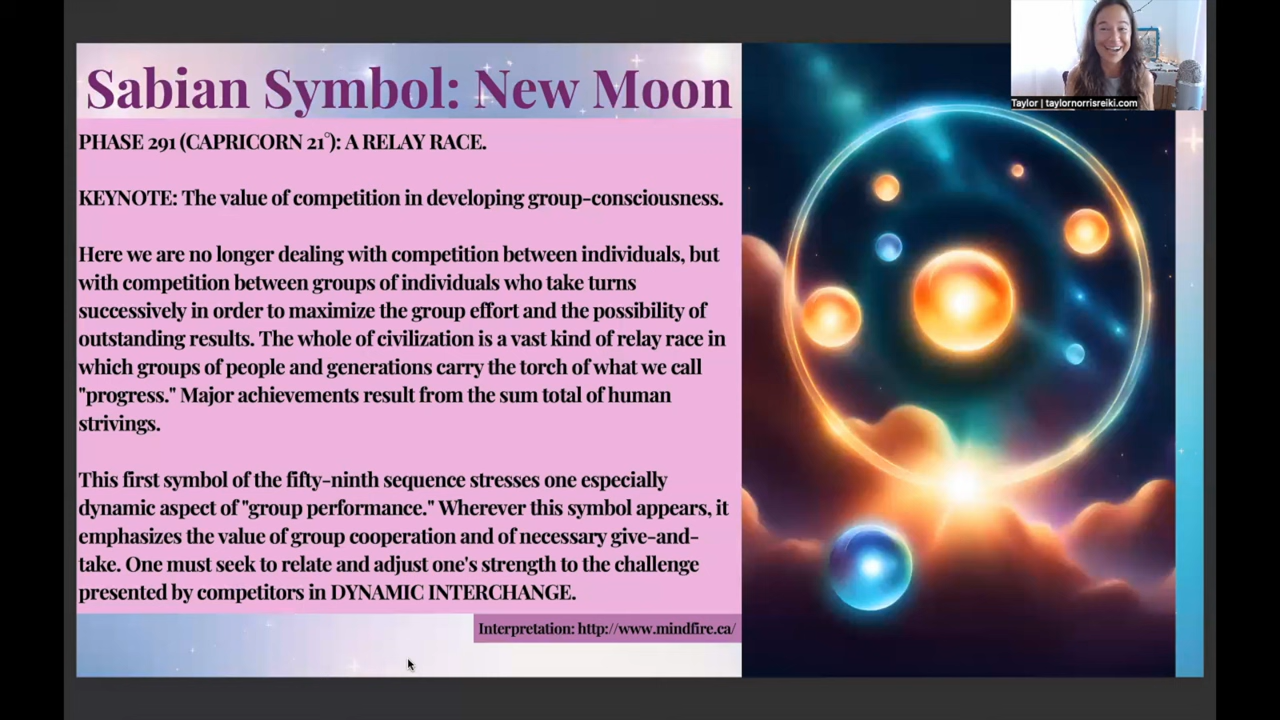 Sabian Symbol: New Moon
PHASE 291 (CAPRICORN 21°): A RELAY RACE.
KEYNOTE: The value of competition in developing group-consciousness.
Here we are no longer dealing with competition between individuals, but
with competition between groups of individuals who take turns
successively in order to maximize the group effort and the possibility of
outstanding results. The whole of civilization is a vast kind of relay race in
which groups of people and generations carry the torch of what we call
"progress." Major achievements result from the sum total of human
strivings.
This first symbol of the fifty-ninth sequence stresses one especially
dynamic aspect of "group performance." Wherever this symbol appears, it
emphasizes the value of group cooperation and of necessary give-and-
take. One must seek to relate and adjust one's strength to the challenge
presented by competitors in DYNAMIC INTERCHANGE.
Interpretation: http://www.mindfire.ca/
Taylor | taylornorrisreiki.com